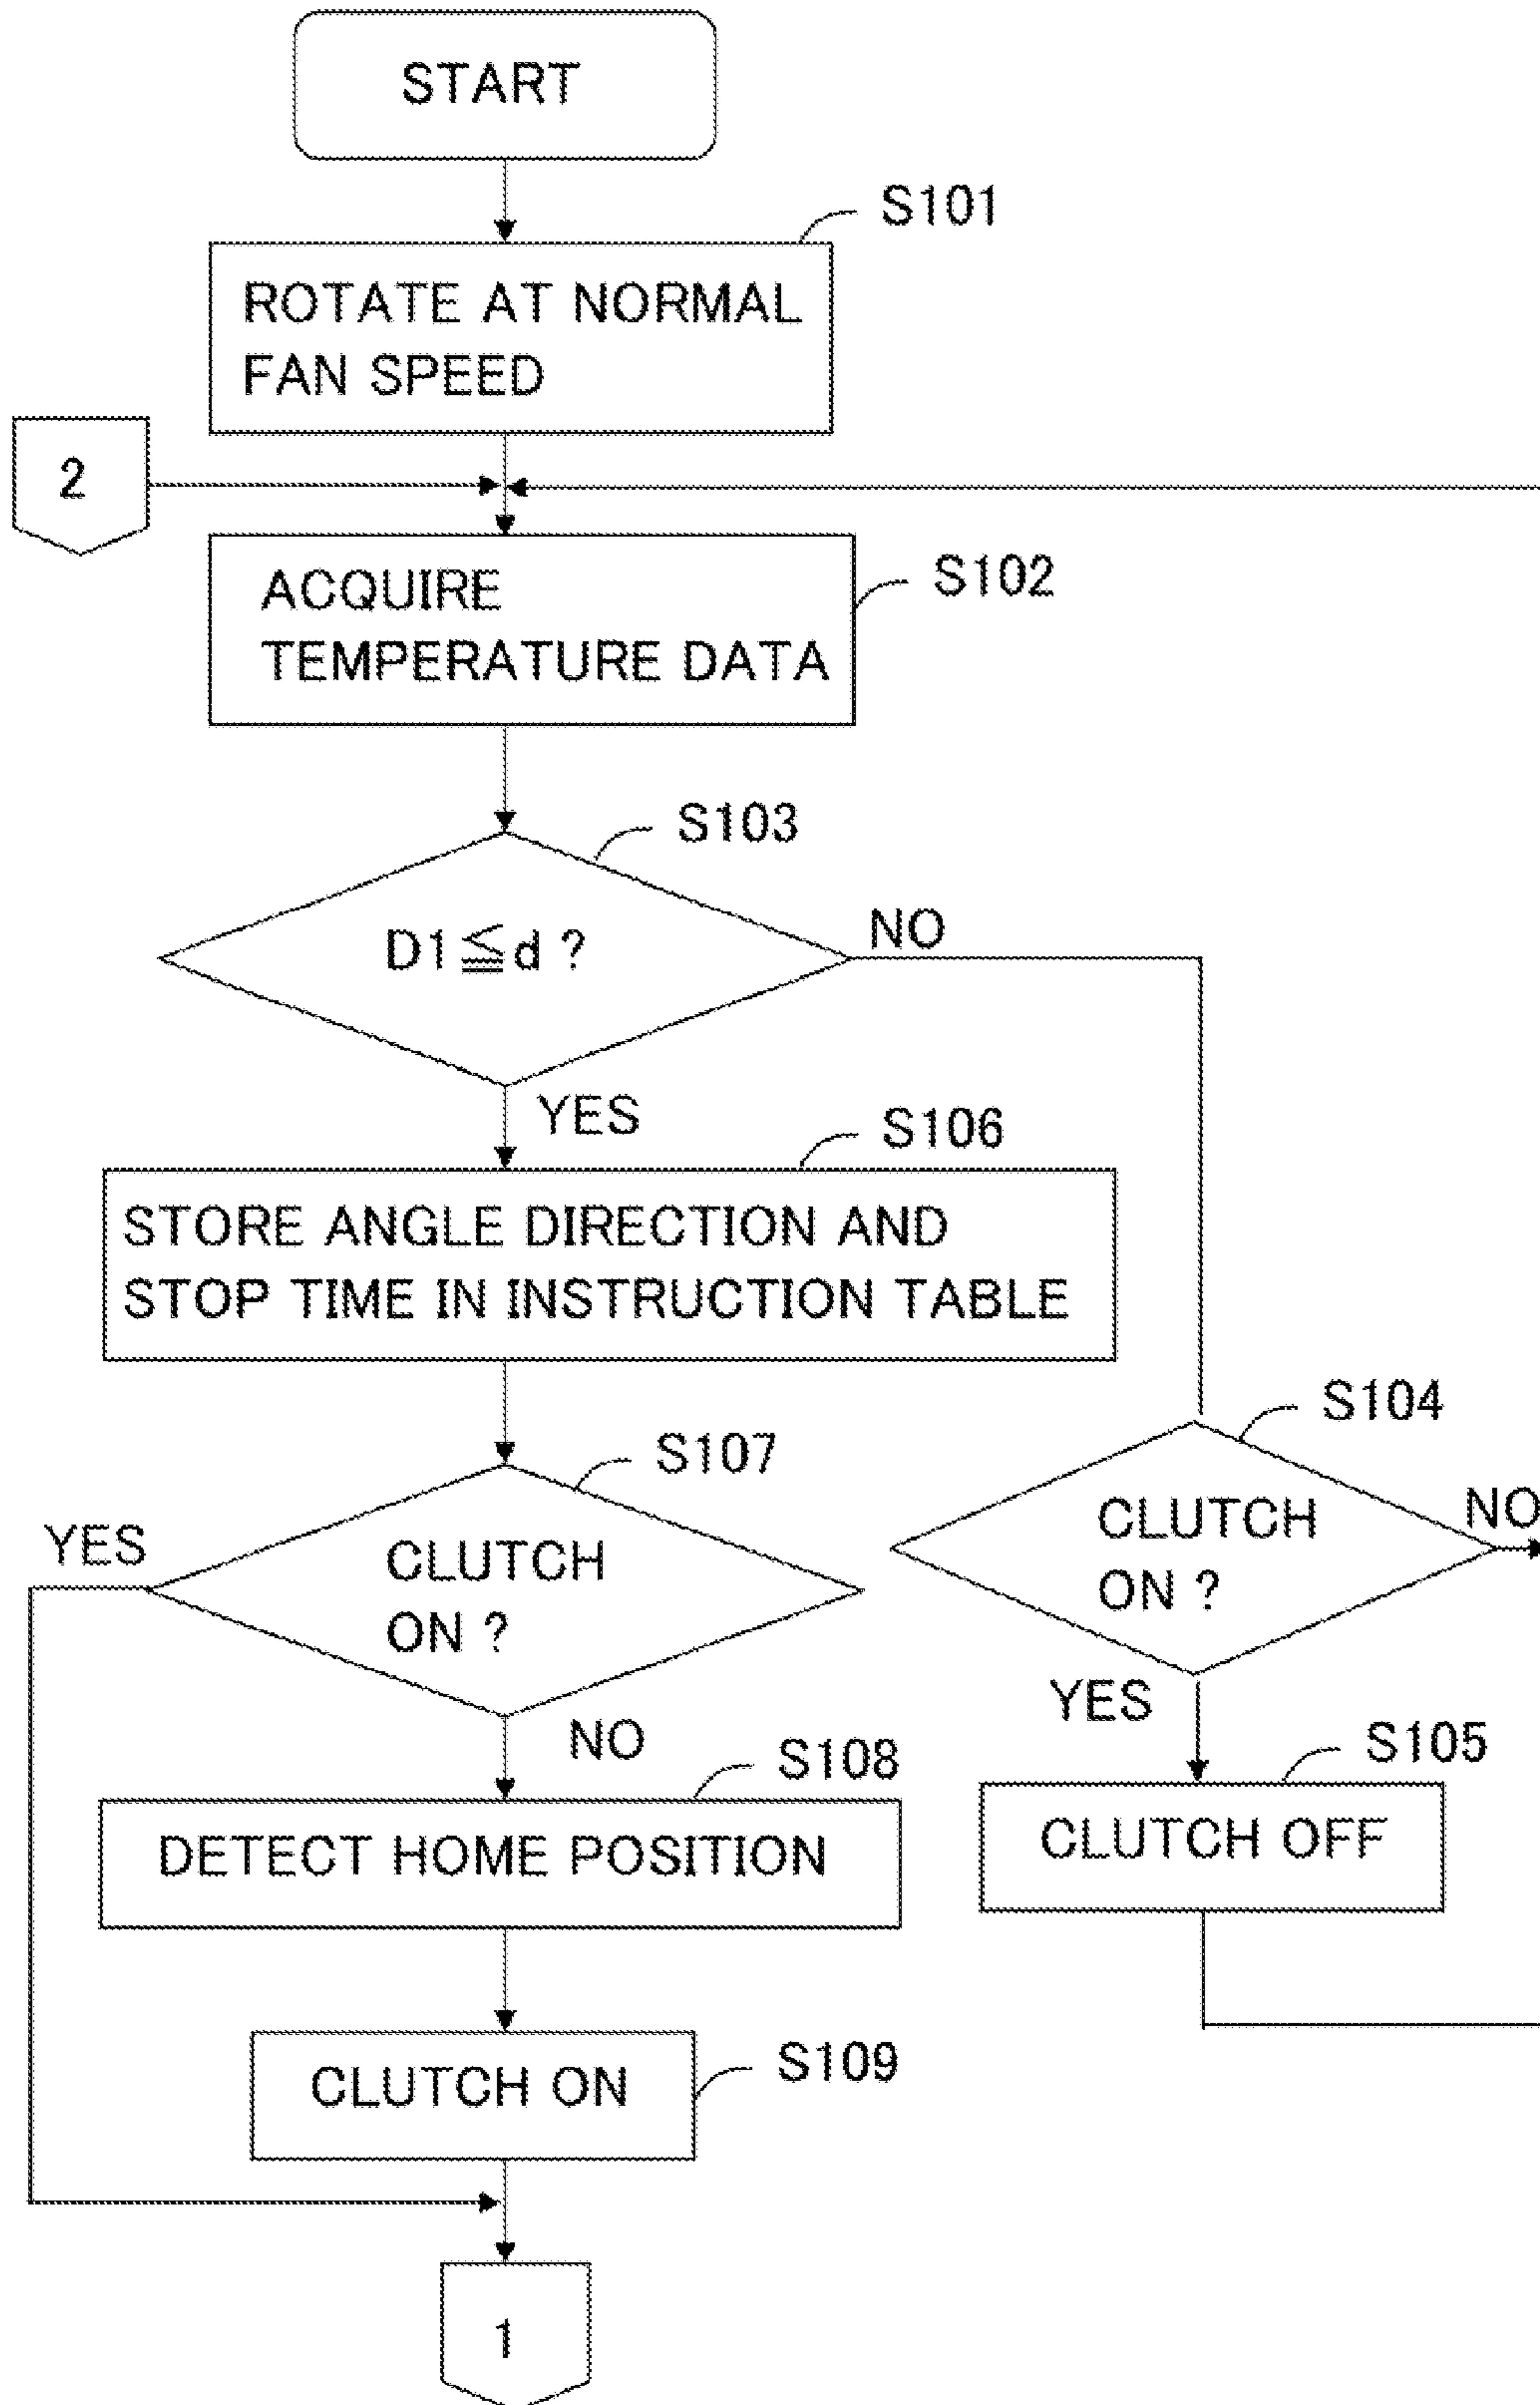 START
S101
ROTATE AT NORMAL
FAN SPEED
2
S102
ACQUIRE
TEMPERATURE DATA
S103
D1≦d ?
NO
YES
S106
STORE ANGLE DIRECTION AND
STOP TIME IN INSTRUCTION TABLE
S104
CLUTCH
ON ?
NO
YES
S105
CLUTCH OFF
S107
YES
CLUTCH
ON ?
NO
S108
DETECT HOME POSITION
S109
CLUTCH ON
1